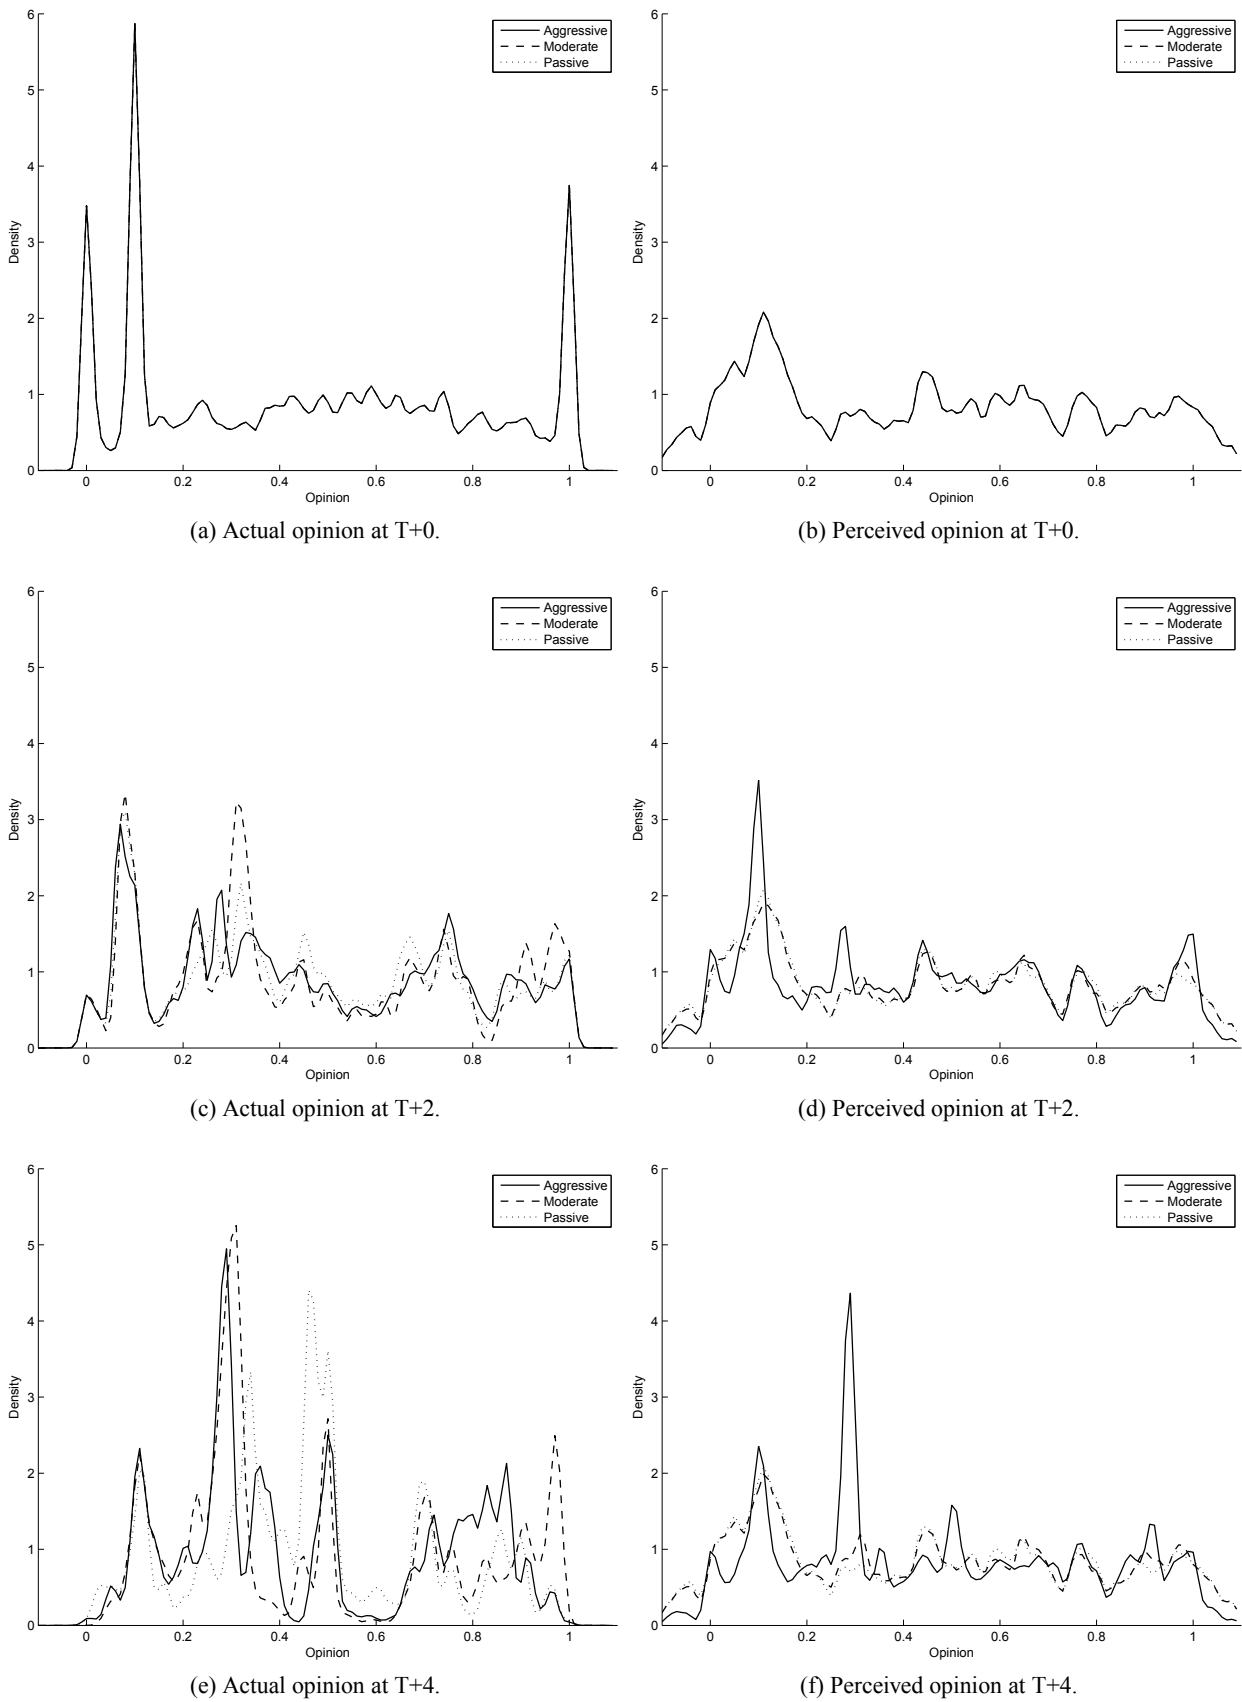 6
5
4
3
2
1
0
Density
0 0.2 0.4 0.6 0.8 1
Opinion
Aggressive
Moderate
Passive
(a) Actual opinion at T+0.
6
5
4
3
2
1
0
Density
0 0.2 0.4 0.6 0.8 1
Opinion
Aggressive
Moderate
Passive
(b) Perceived opinion at T+0.
6
5
4
3
2
1
0
Density
0 0.2 0.4 0.6 0.8 1
Opinion
Aggressive
Moderate
Passive
(c) Actual opinion at T+2.
6
5
4
3
2
1
0
Density
0 0.2 0.4 0.6 0.8 1
Opinion
Aggressive
Moderate
Passive
(d) Perceived opinion at T+2.
6
5
4
3
2
1
0
Density
0 0.2 0.4 0.6 0.8 1
Opinion
Aggressive
Moderate
Passive
(e) Actual opinion at T+4.
6
5
4
3
2
1
0
Density
0 0.2 0.4 0.6 0.8 1
Opinion
Aggressive
Moderate
Passive
(f) Perceived opinion at T+4.